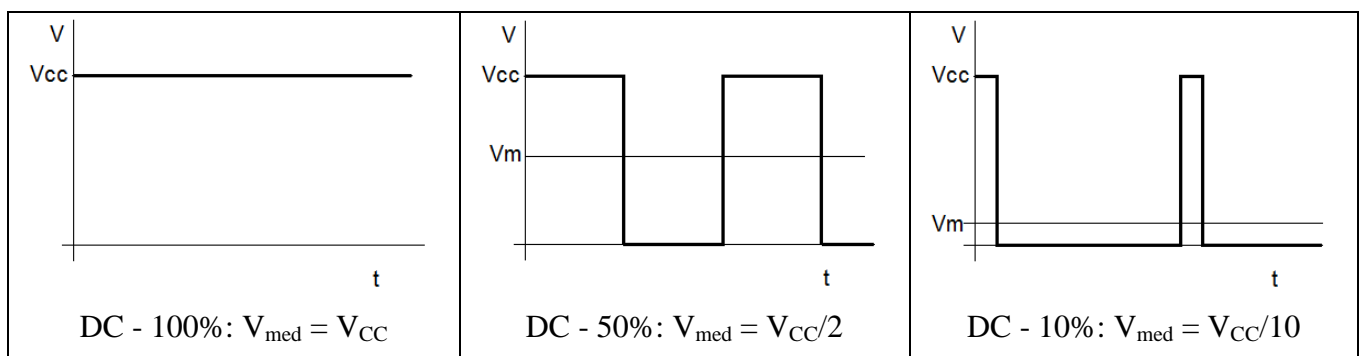 V
Vcc
t
DC - 100%: Vmed = VCC
V
Vcc
Vm
t
DC - 50%: Vmed = VCC/2
V
Vcc
Vm
t
DC - 10%: Vmed = VCC/10